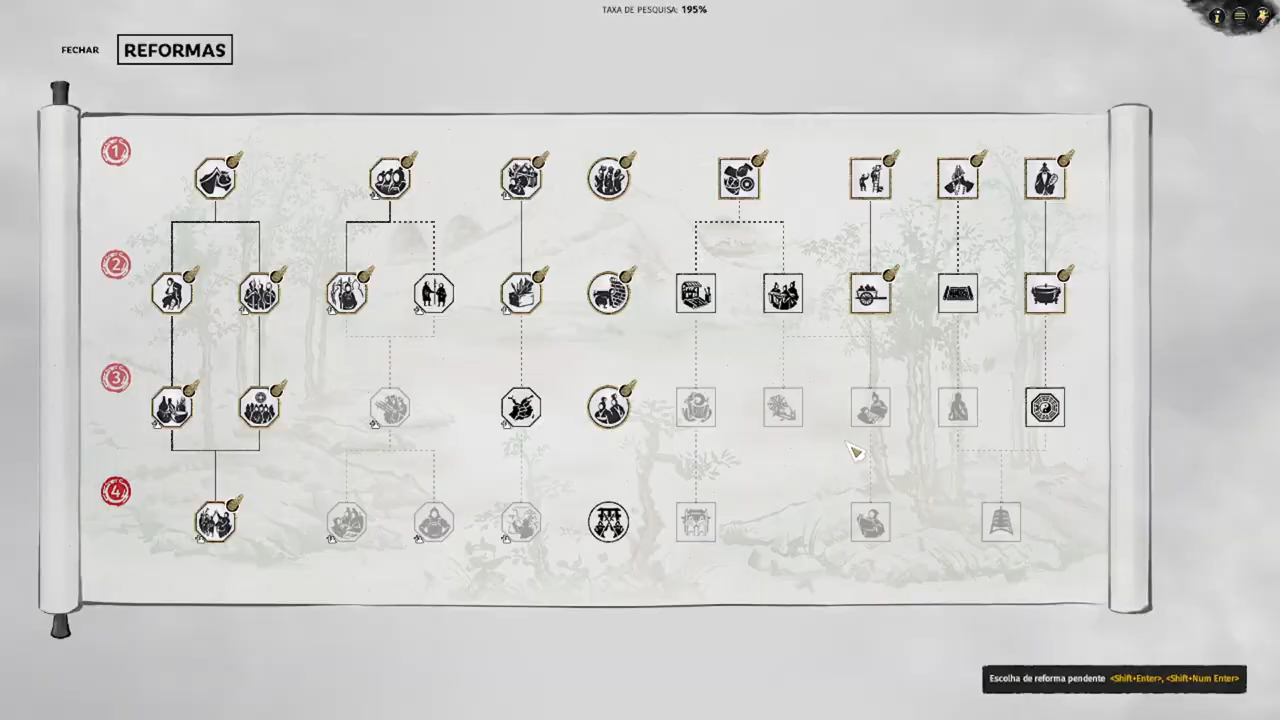 TAXA DE PESQUISA: 195%
FECHAR REFORMAS
1
2
3
4
Escolha de reforma pendente <Shift+Enter>, <Shift+Num Enter>